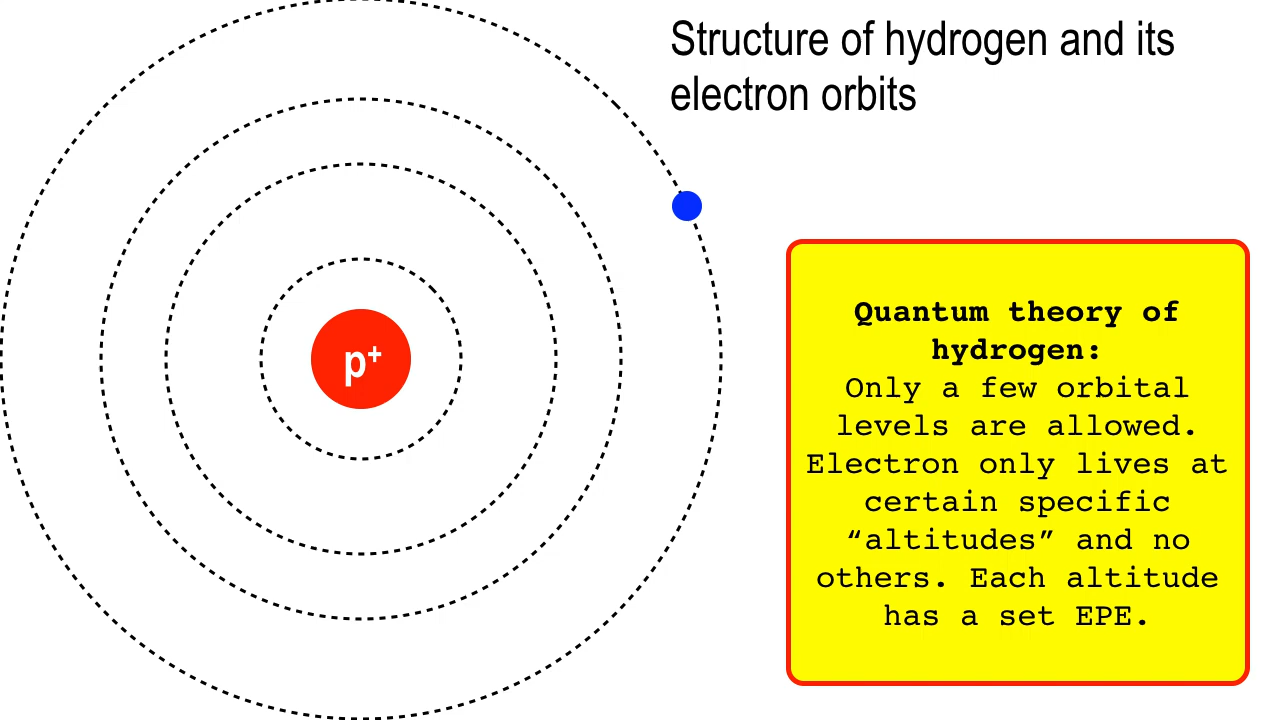 Structure of hydrogen and its
electron orbits
p⁺
Quantum theory of
hydrogen:
Only a few orbital
levels are allowed.
Electron only lives at
certain specific
“altitudes” and no
others. Each altitude
has a set EPE.